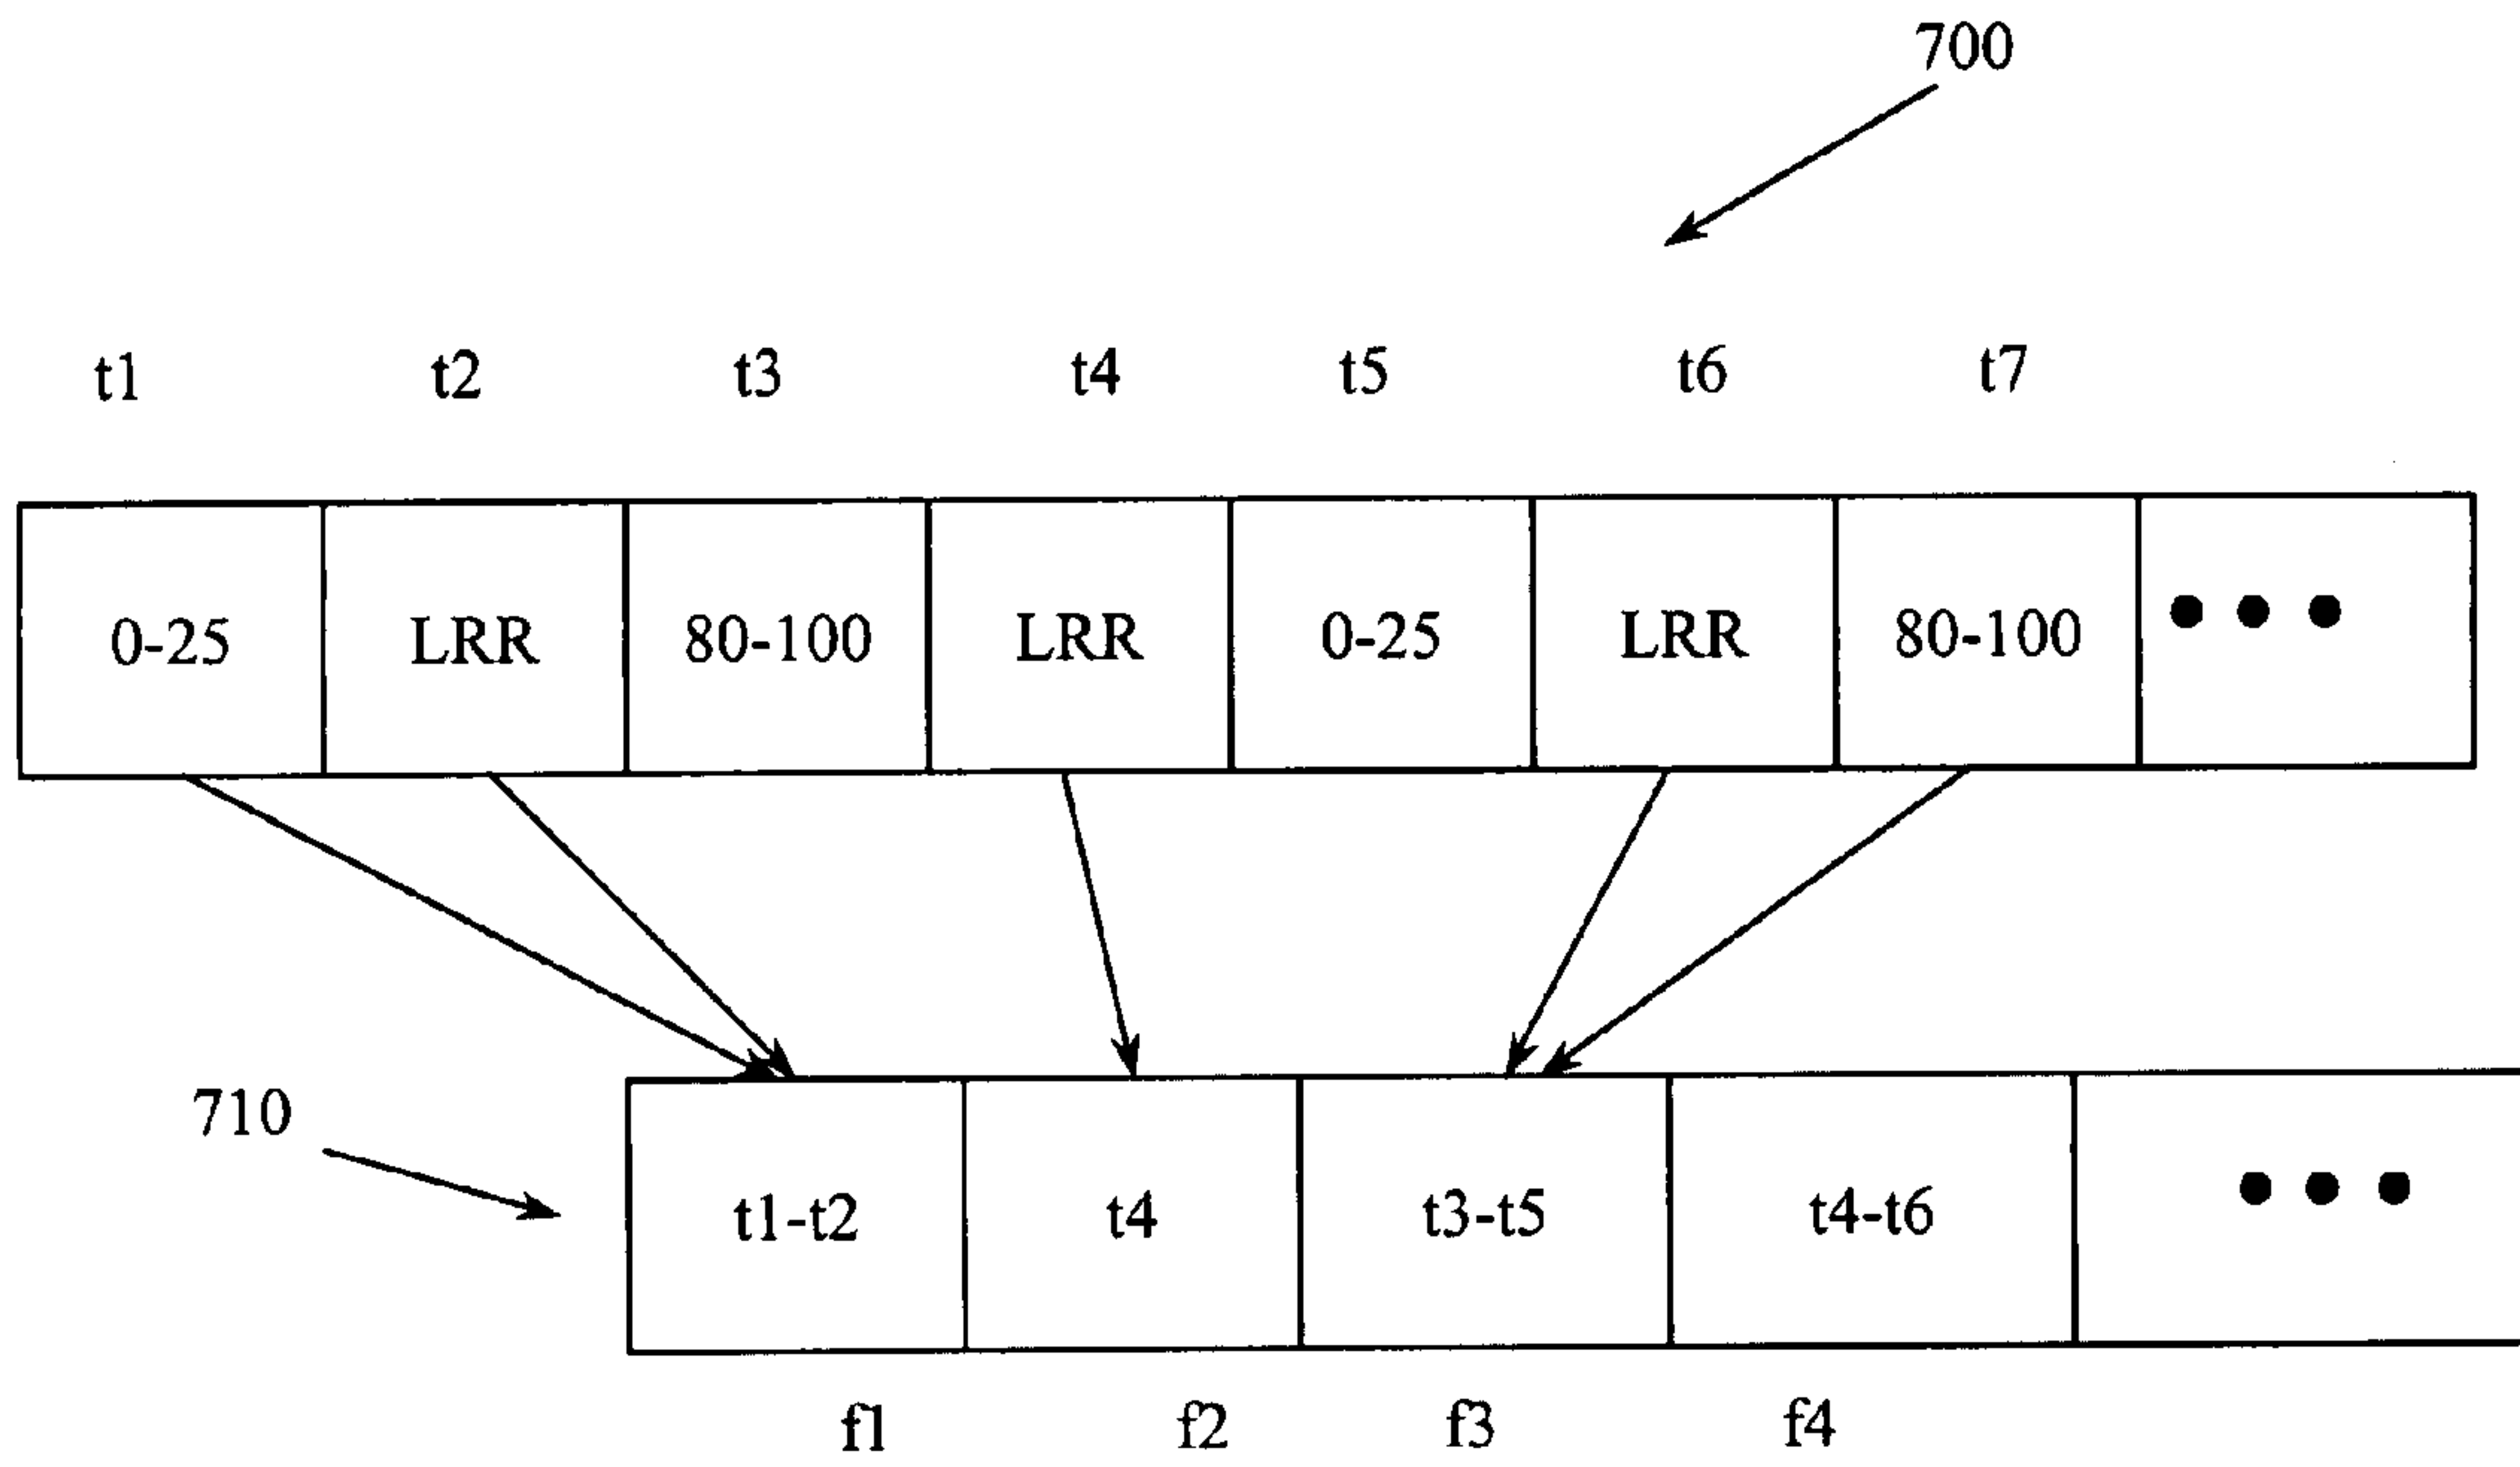 700
t1 t2 t3 t4 t5 t6 t7
0-25 LRR 80-100 LRR 0-25 LRR 80-100 • • •
710
t1-t2 t4 t3-t5 t4-t6 • • •
f1 f2 f3 f4